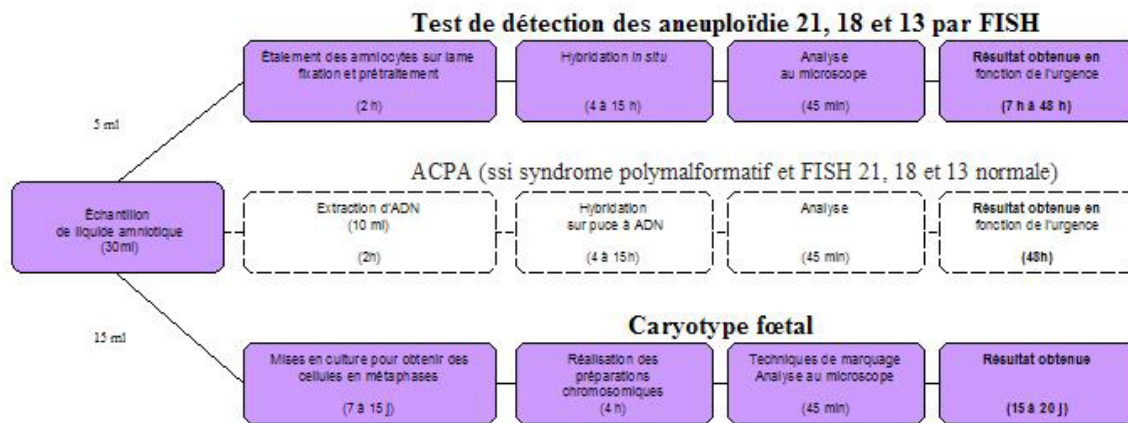 Test de détection des aneuploïdie 21, 18 et 13 par FISH
Étalement des amniocytes sur lame
fixation et prétraitement
(2 h)
Hybridation in situ
(4 à 15 h)
Analyse
au microscope
(45 min)
Résultat obtenue en
fonction de l'urgence
(7 h à 48 h)
5 ml
ACPA (ssi syndrome polymalformatif et FISH 21, 18 et 13 normale)
Échantillon
de liquide amniotique
(30ml)
Extraction d'ADN
(10 ml)
(2h)
Hybridation
sur puce à ADN
(4 à 15h)
Analyse
(45 min)
Résultat obtenue en
fonction de l'urgence
(48h)
15 ml
Caryotype fœtal
Mises en culture pour obtenir des
cellules en métaphases
(7 à 15 j)
Réalisation des
préparations
chromosomiques
(4 h)
Techniques de marquage
Analyse au microscope
(45 min)
Résultat obtenue
(15 à 20 j)